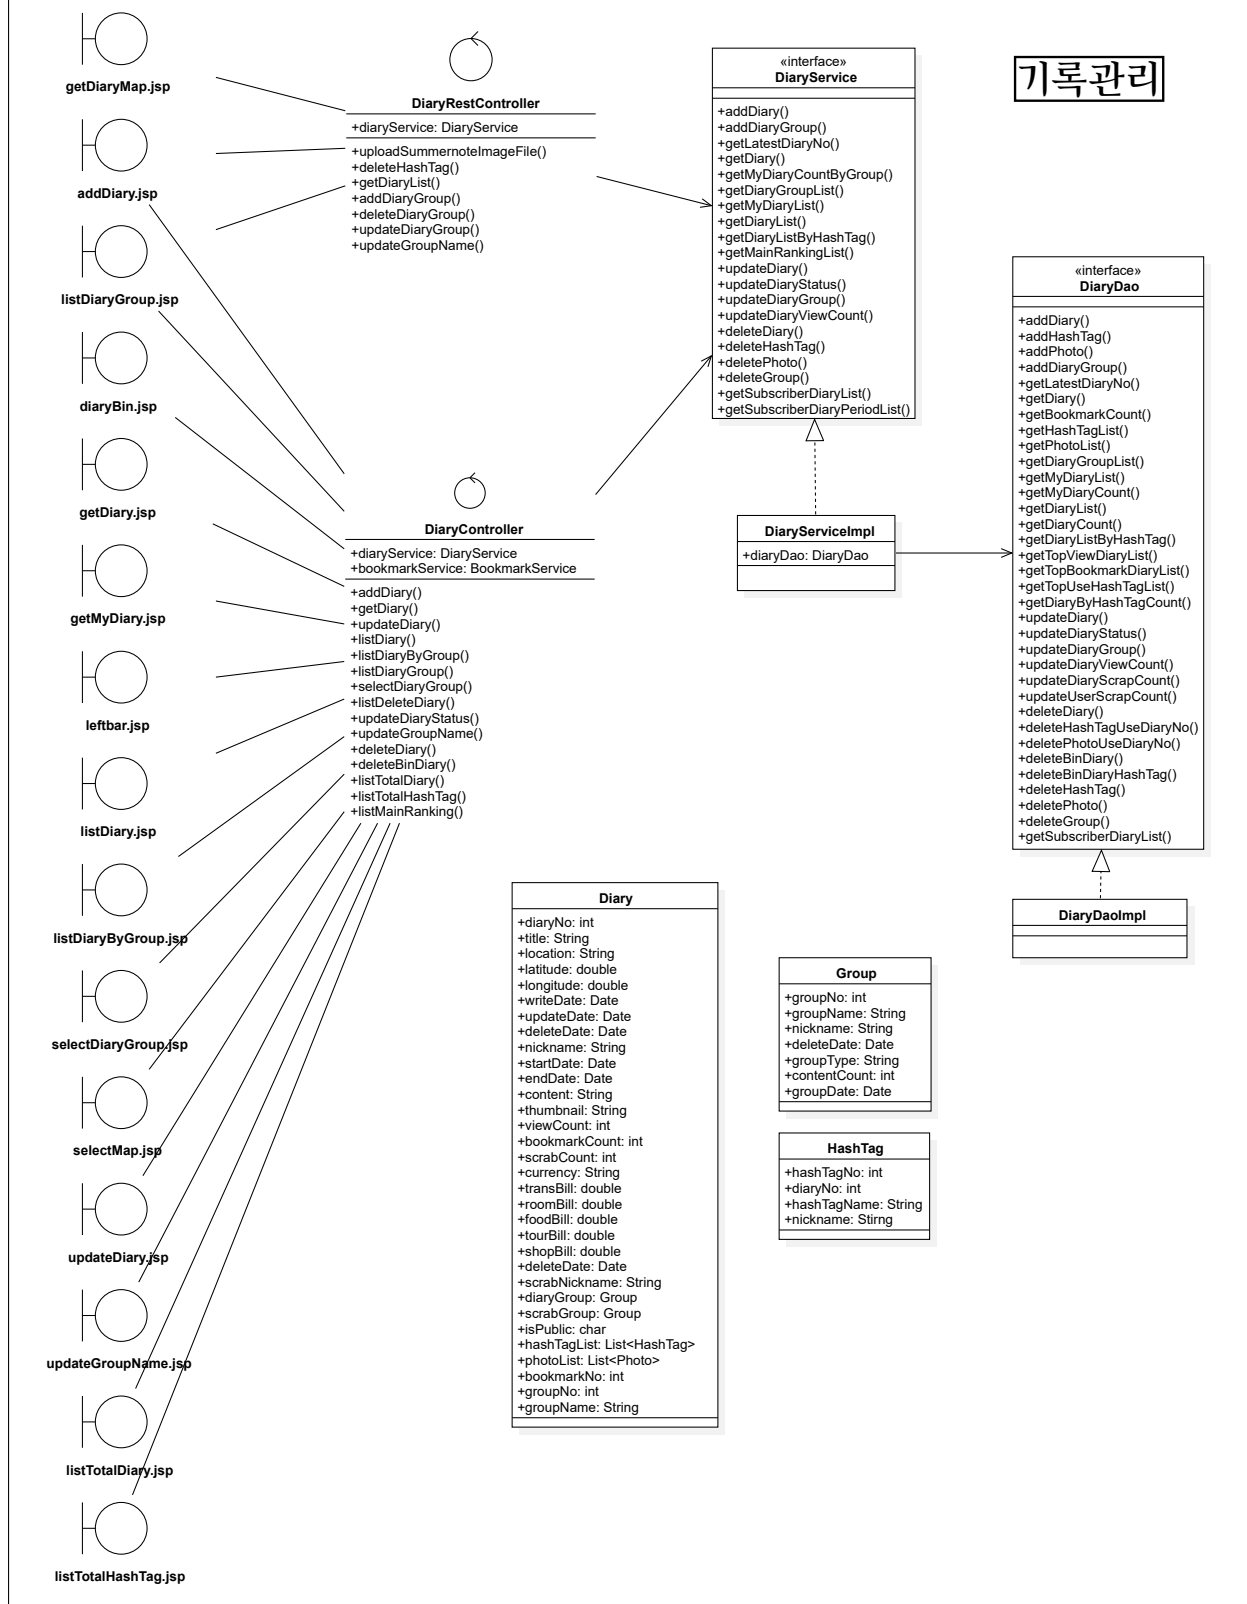 getDiaryMap.jsp
addDiary.jsp
listDiaryGroup.jsp
diaryBin.jsp
getDiary.jsp
getMyDiary.jsp
leftbar.jsp
listDiary.jsp
listDiaryByGroup.jsp
selectDiaryGroup.jsp
selectMap.jsp
updateDiary.jsp
updateGroupName.jsp
listTotalDiary.jsp
listTotalHashTag.jsp
DiaryRestController
+diaryService: DiaryService
+uploadSummernoteImageFile()
+deleteHashTag()
+getDiaryList()
+addDiaryGroup()
+deleteDiaryGroup()
+updateDiaryGroup()
+updateGroupName()
DiaryController
+diaryService: DiaryService
+bookmarkService: BookmarkService
+addDiary()
+getDiary()
+updateDiary()
+listDiary()
+listDiaryByGroup()
+listDiaryGroup()
+selectDiaryGroup()
+listDeleteDiary()
+updateDiaryStatus()
+updateGroupName()
+deleteDiary()
+deleteBinDiary()
+listTotalDiary()
+listTotalHashTag()
+listMainRanking()
«interface»
DiaryService
+addDiary()
+addDiaryGroup()
+getLatestDiaryNo()
+getDiary()
+getMyDiaryCountByGroup()
+getDiaryGroupList()
+getMyDiaryList()
+getDiaryList()
+getDiaryListByHashTag()
+getMainRankingList()
+updateDiary()
+updateDiaryStatus()
+updateDiaryGroup()
+updateDiaryViewCount()
+deleteDiary()
+deleteHashTag()
+deletePhoto()
+deleteGroup()
+getSubscriberDiaryList()
+getSubscriberDiaryPeriodList()
DiaryServiceImpl
+diaryDao: DiaryDao
기록관리
«interface»
DiaryDao
+addDiary()
+addHashTag()
+addPhoto()
+addDiaryGroup()
+getLatestDiaryNo()
+getDiary()
+getBookmarkCount()
+getHashTagList()
+getPhotoList()
+getDiaryGroupList()
+getMyDiaryList()
+getMyDiaryCount()
+getDiaryList()
+getDiaryCount()
+getDiaryListByHashTag()
+getTopViewDiaryList()
+getTopBookmarkDiaryList()
+getTopUseHashTagList()
+getDiaryByHashTagCount()
+updateDiary()
+updateDiaryStatus()
+updateDiaryGroup()
+updateDiaryViewCount()
+updateDiaryScrapCount()
+updateUserScrapCount()
+deleteDiary()
+deleteHashTagUseDiaryNo()
+deletePhotoUseDiaryNo()
+deleteBinDiary()
+deleteBinDiaryHashTag()
+deleteHashTag()
+deletePhoto()
+deleteGroup()
+getSubscriberDiaryList()
DiaryDaoImpl
Diary
+diaryNo: int
+title: String
+location: String
+latitude: double
+longitude: double
+writeDate: Date
+updateDate: Date
+deleteDate: Date
+nickname: String
+startDate: Date
+endDate: Date
+content: String
+thumbnail: String
+viewCount: int
+bookmarkCount: int
+scrabCount: int
+currency: String
+transBill: double
+roomBill: double
+foodBill: double
+tourBill: double
+shopBill: double
+deleteDate: Date
+scrabNickname: String
+diaryGroup: Group
+scrabGroup: Group
+isPublic: char
+hashTagList: List<HashTag>
+photoList: List<Photo>
+bookmarkNo: int
+groupNo: int
+groupName: String
Group
+groupNo: int
+groupName: String
+nickname: String
+deleteDate: Date
+groupType: String
+contentCount: int
+groupDate: Date
HashTag
+hashTagNo: int
+diaryNo: int
+hashTagName: String
+nickname: Stirng